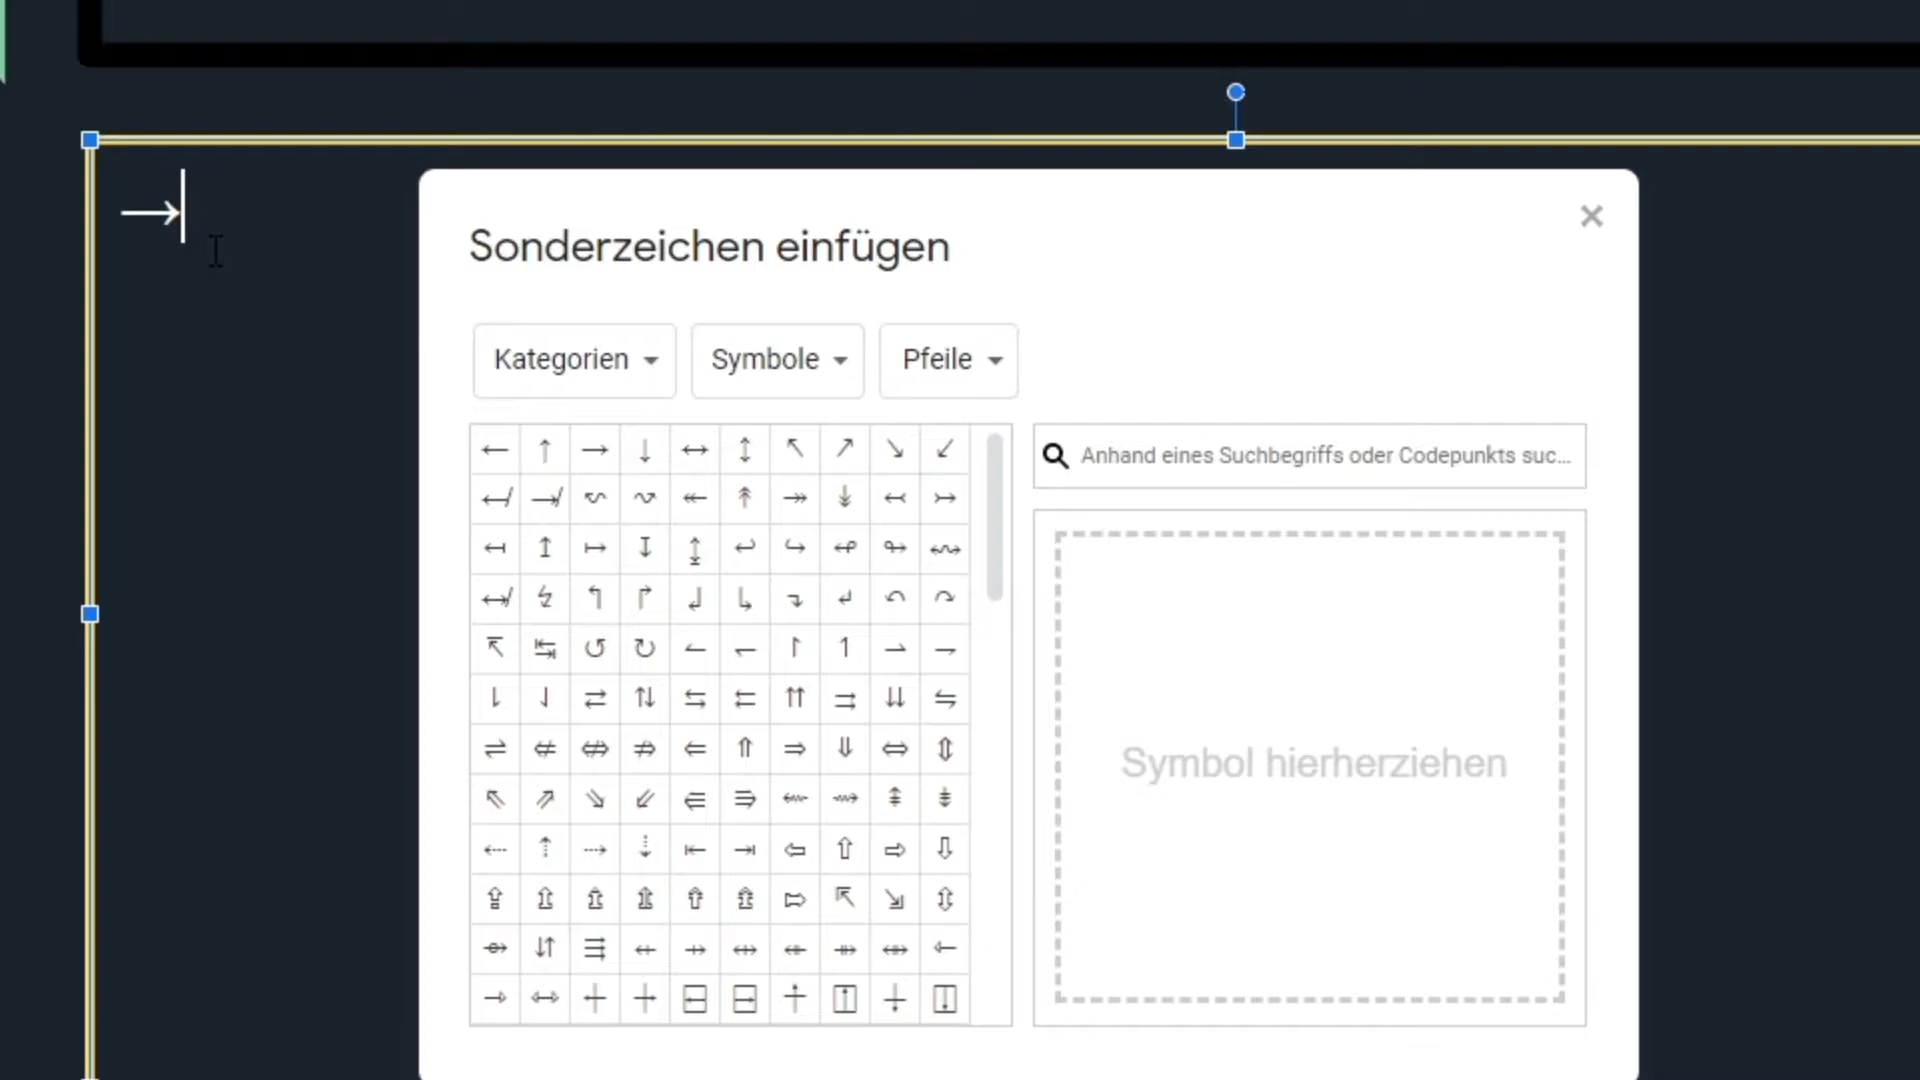 →
Sonderzeichen einfügen
Kategorien Symbole Pfeile
Anhand eines Suchbegriffs oder Codepunkts suc...
Symbol hierherziehen
← ↑ → ↓ ↔ ↕ ↖ ↗ ↘ ↙
↚ ↛ ↜ ↝ ↞ ↟ ↠ ↡ ↢ ↣
↤ ↥ ↦ ↧ ↨ ↩ ↪ ↫ ↬ ↭
↮ ↯ ↰ ↱ ↲ ↳ ↴ ↵ ↶ ↷
↸ ↹ ↺ ↻ ↼ ↽ ↾ ↿ ⇀ ⇁
⇂ ⇃ ⇄ ⇅ ⇆ ⇇ ⇈ ⇉ ⇊ ⇋
⇌ ⇍ ⇎ ⇏ ⇐ ⇑ ⇒ ⇓ ⇔ ⇕
⇖ ⇗ ⇘ ⇙ ⇚ ⇛ ⇜ ⇝ ⇞ ⇟
⇠ ⇡ ⇢ ⇣ ⇤ ⇥ ⇦ ⇧ ⇨ ⇩
⇪ ⇫ ⇬ ⇭ ⇮ ⇯ ⇰ ⇱ ⇲ ⇳
⇴ ⇵ ⇶ ⇷ ⇸ ⇹ ⇺ ⇻ ⇼ ⇽
⇾ ⇿ ⍅ ⍆ ⍇ ⍈ ⍏ ⍐ ⍖ ⍗